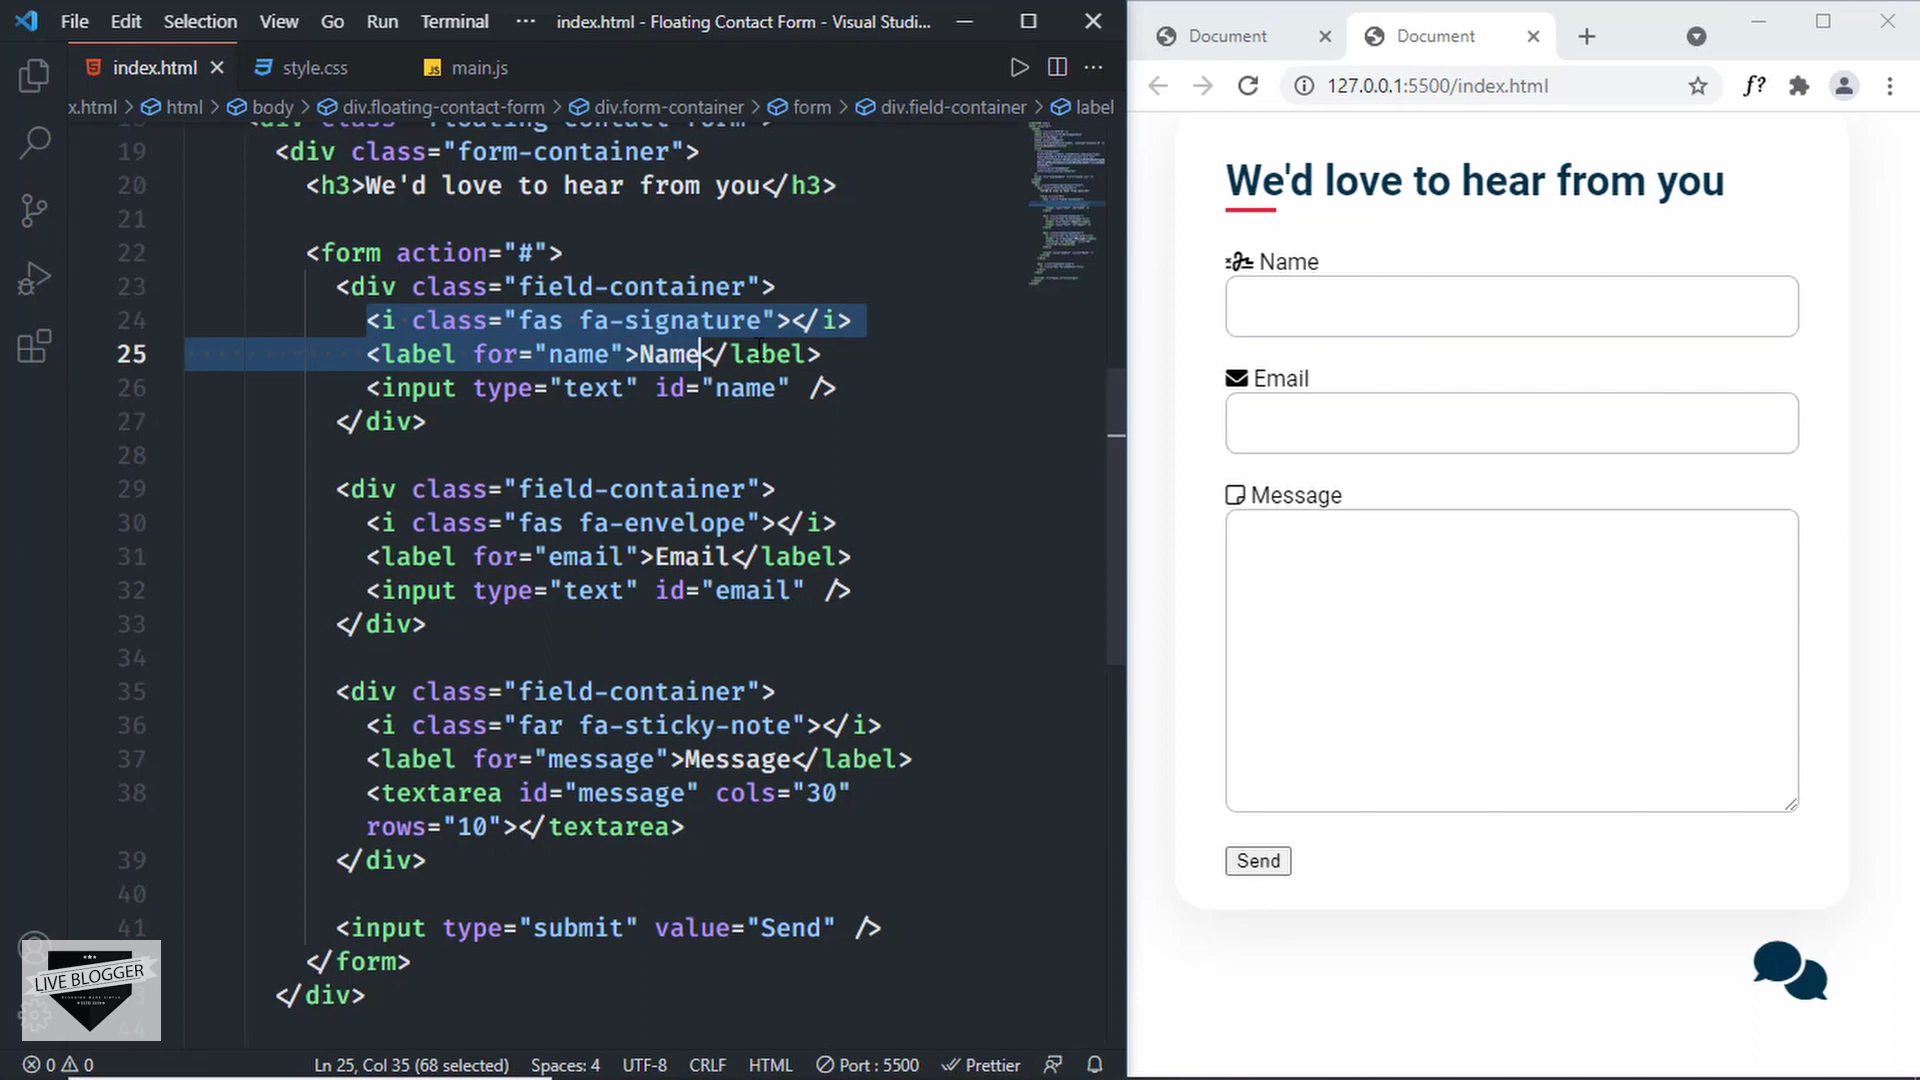 File Edit Selection View Go Run Terminal ··· index.html - Floating Contact Form - Visual Studi...
index.html style.css JS main.js
x.html > html > body > div.floating-contact-form > div.form-container > form > div.field-container > label
19 <div class="form-container">
20 <h3>We'd love to hear from you</h3>
21
22 <form action="#">
23 <div class="field-container">
24 <i class="fas fa-signature"></i>
25 <label for="name">Name</label>
26 <input type="text" id="name" />
27 </div>
28
29 <div class="field-container">
30 <i class="fas fa-envelope"></i>
31 <label for="email">Email</label>
32 <input type="text" id="email" />
33 </div>
34
35 <div class="field-container">
36 <i class="far fa-sticky-note"></i>
37 <label for="message">Message</label>
38 <textarea id="message" cols="30"
rows="10"></textarea>
39 </div>
40
41 <input type="submit" value="Send" />
</form>
</div>
LIVE BLOGGER
0 0 Ln 25, Col 35 (68 selected) Spaces: 4 UTF-8 CRLF HTML Port : 5500 Prettier
Document Document
127.0.0.1:5500/index.html f?
We'd love to hear from you
Name
Email
Message
Send